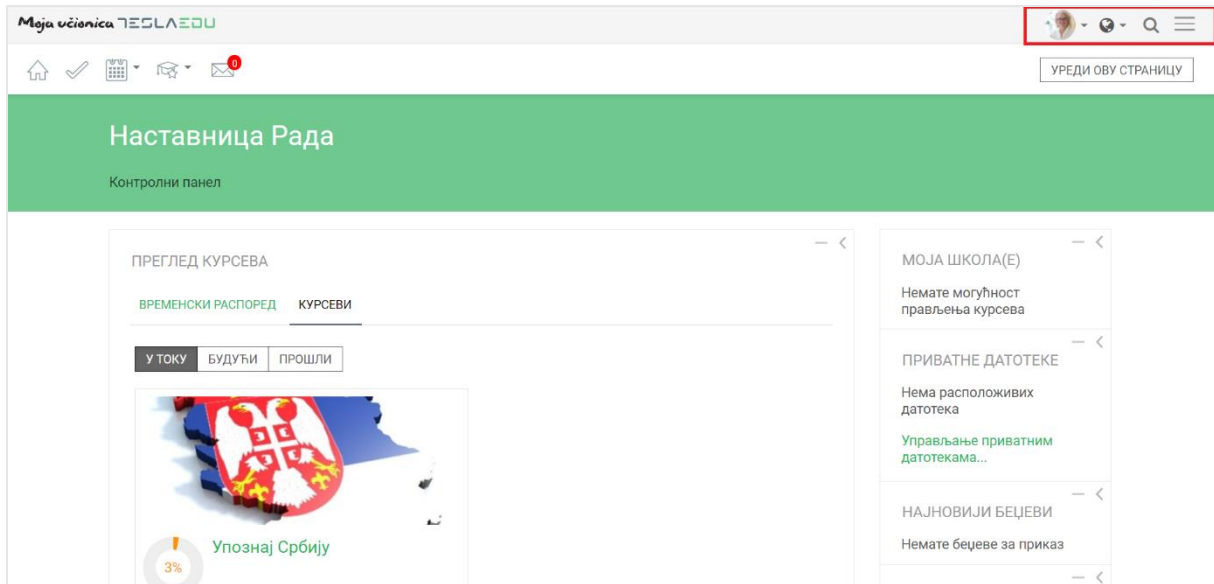 Moja učionica TESLAEDU
0
УРЕДИ ОВУ СТРАНИЦУ
Наставница Рада
Контролни панел
ПРЕГЛЕД КУРСЕВА
ВРЕМЕНСКИ РАСПОРЕД КУРСЕВИ
У ТОКУ БУДУЋИ ПРОШЛИ
Упознај Србију
3%
МОЈА ШКОЛА(Е)
Немате могућност
прављења курсева
ПРИВАТНЕ ДАТОТЕКЕ
Нема расположивих
датотека
Управљање приватним
датотекама...
НАЈНОВИЈИ БЕЏЕВИ
Немате беџеве за приказ